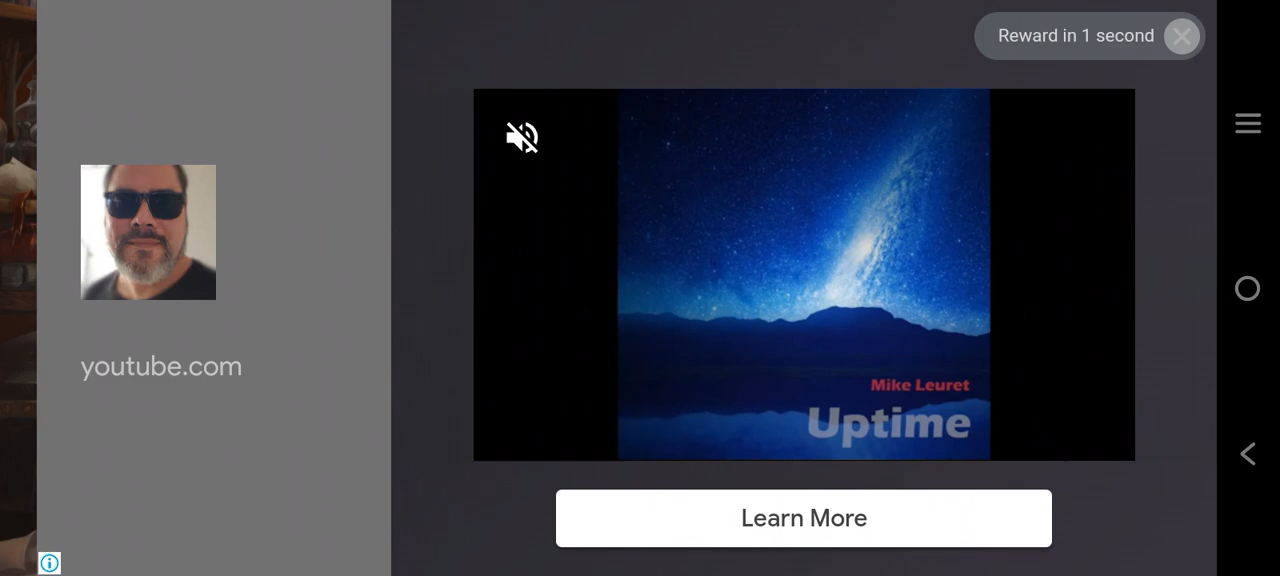 Reward in 1 second
youtube.com
Mike Leuret
Uptime
Learn More